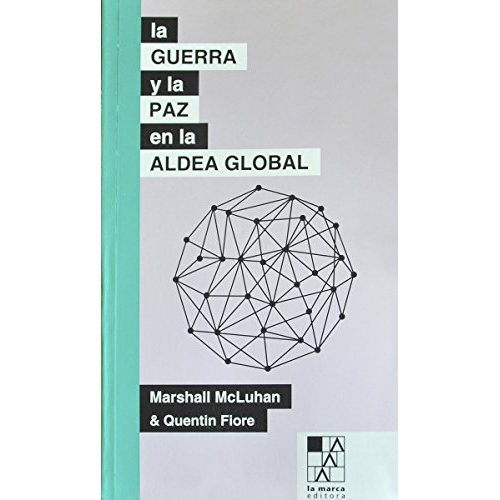 la
GUERRA
y la
PAZ
en la
ALDEA GLOBAL
Marshall McLuhan
& Quentin Fiore
la marca
editora